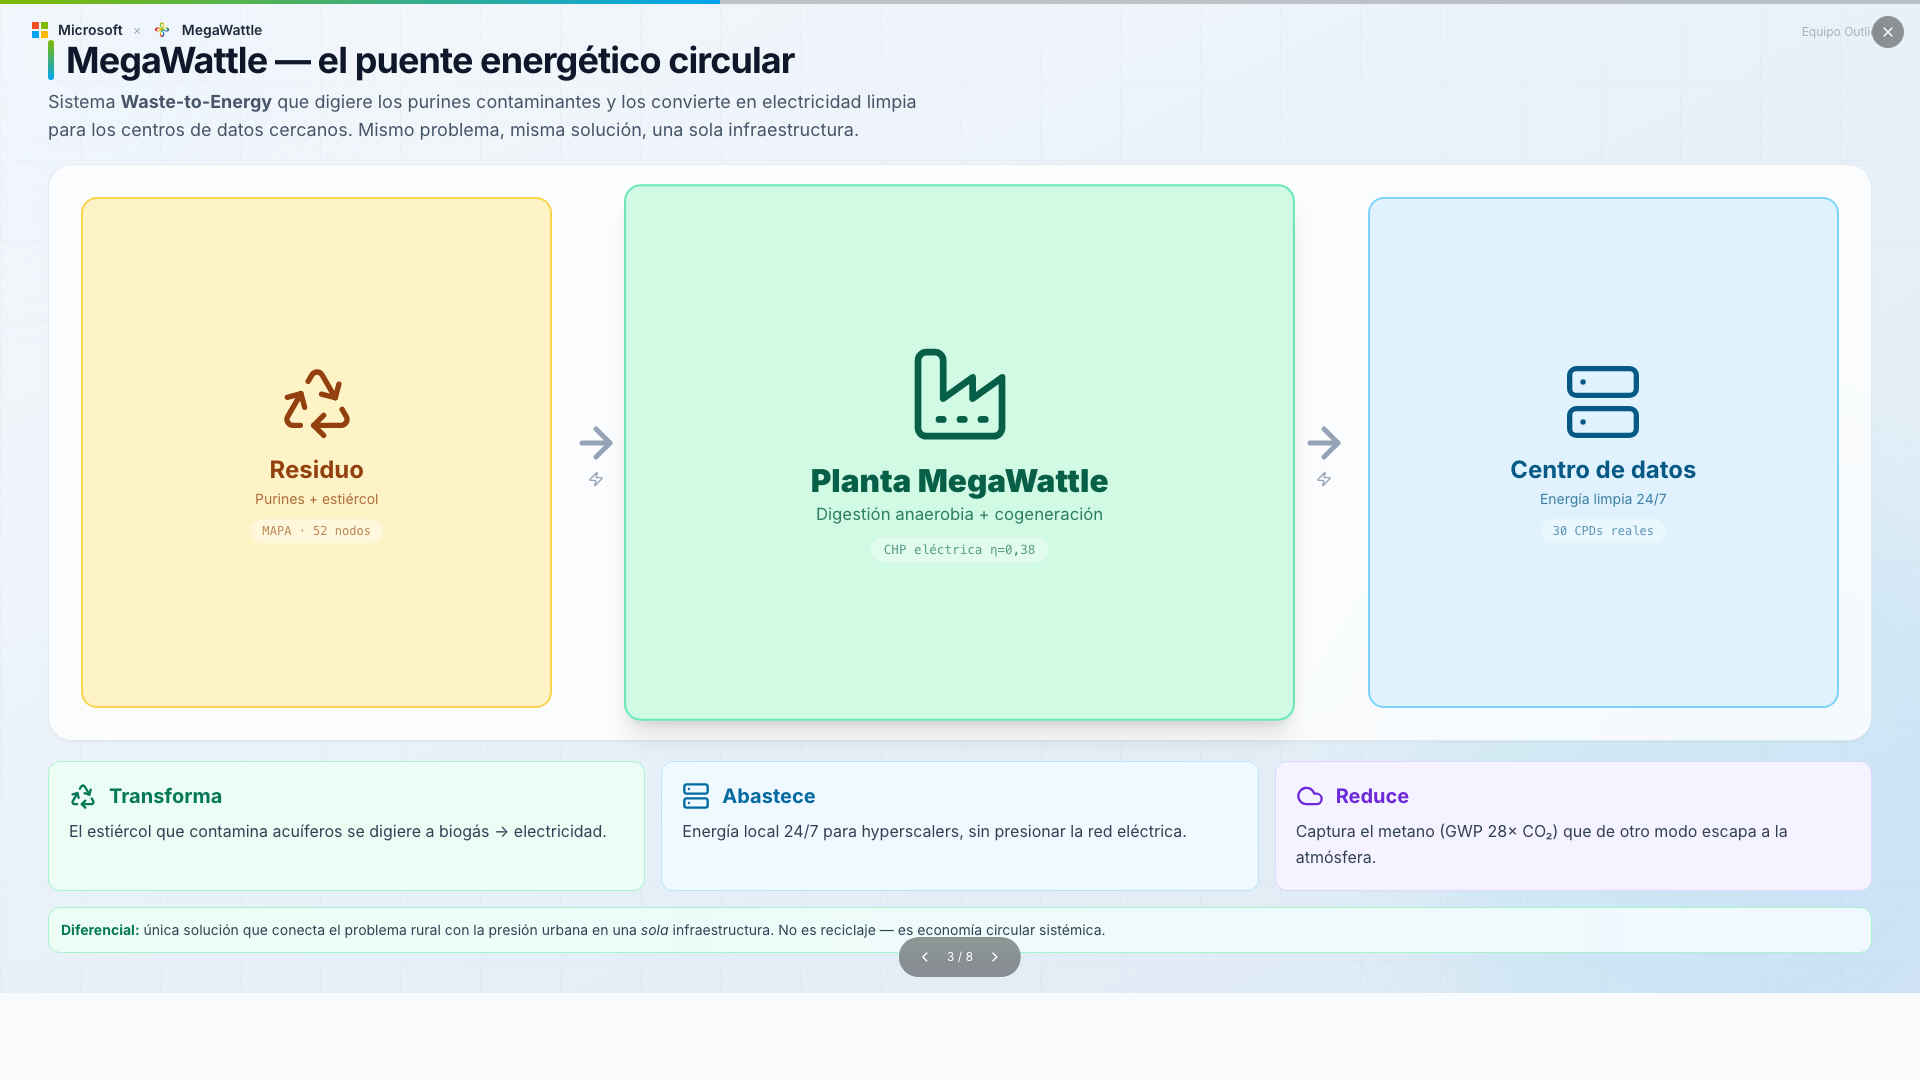 Microsoft × MegaWattle
Equipo Outli
MegaWattle — el puente energético circular
Sistema Waste-to-Energy que digiere los purines contaminantes y los convierte en electricidad limpia
para los centros de datos cercanos. Mismo problema, misma solución, una sola infraestructura.
Residuo
Purines + estiércol
MAPA · 52 nodos
Planta MegaWattle
Digestión anaerobia + cogeneración
CHP eléctrica η=0,38
Centro de datos
Energía limpia 24/7
30 CPDs reales
Transforma
El estiércol que contamina acuíferos se digiere a biogás → electricidad.
Abastece
Energía local 24/7 para hyperscalers, sin presionar la red eléctrica.
Reduce
Captura el metano (GWP 28× CO₂) que de otro modo escapa a la
atmósfera.
Diferencial: única solución que conecta el problema rural con la presión urbana en una sola infraestructura. No es reciclaje — es economía circular sistémica.
3 / 8